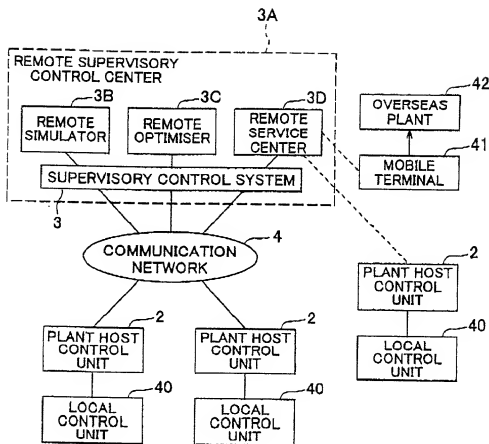 3A
REMOTE SUPERVISORY
CONTROL CENTER
3B
3C
3D
42
REMOTE
SIMULATOR
REMOTE
OPTIMISER
REMOTE
SERVICE
CENTER
OVERSEAS
PLANT
41
MOBILE
TERMINAL
SUPERVISORY CONTROL SYSTEM
3
4
COMMUNICATION
NETWORK
2
PLANT HOST
CONTROL
UNIT
40
LOCAL
CONTROL
UNIT
2
PLANT HOST
CONTROL
UNIT
40
LOCAL
CONTROL
UNIT
2
PLANT HOST
CONTROL
UNIT
40
LOCAL
CONTROL
UNIT